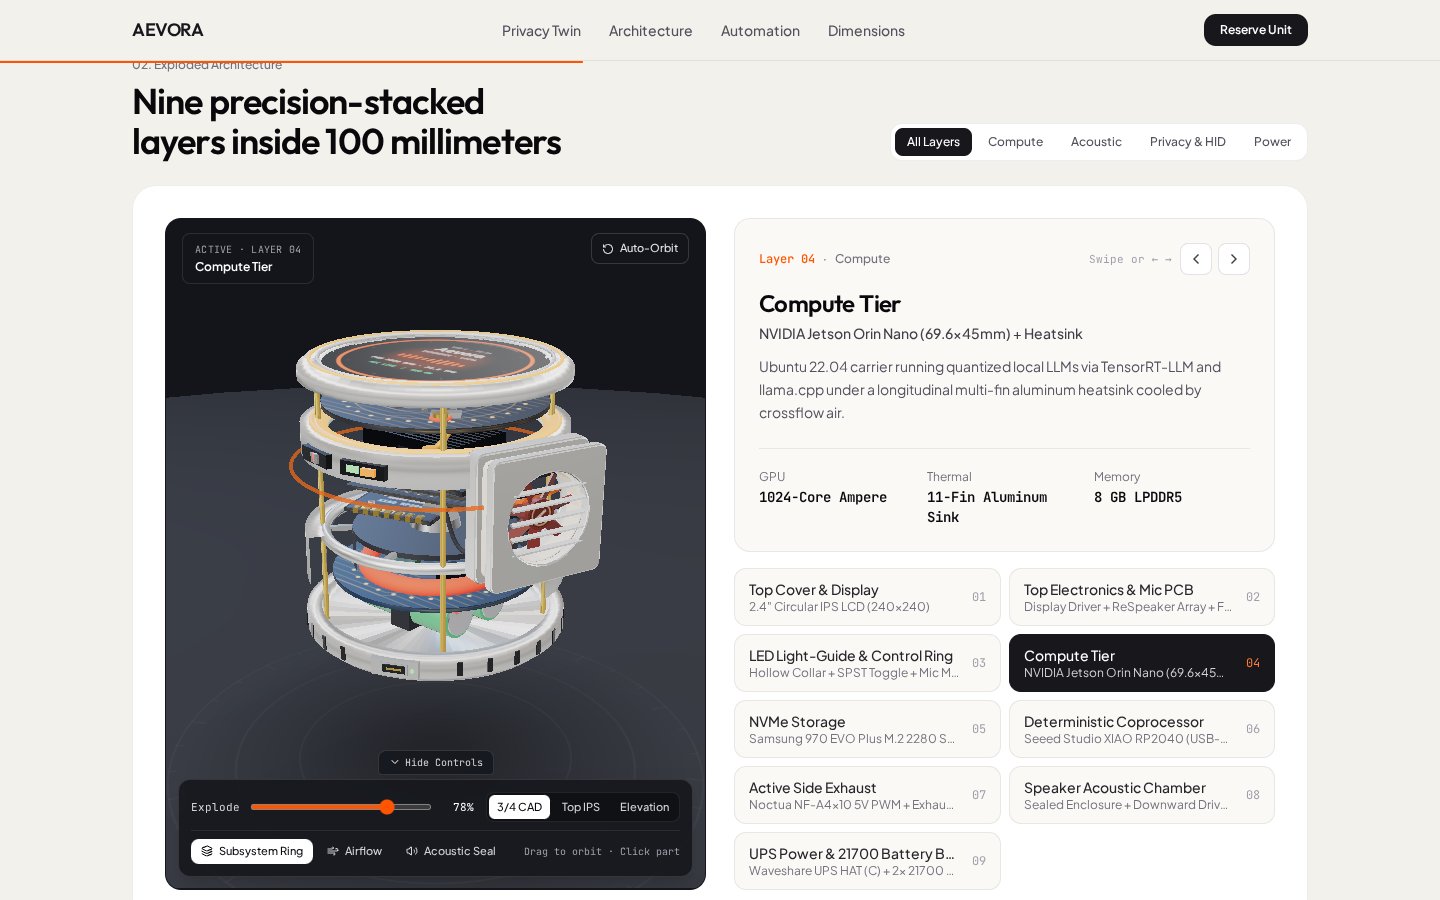 AEVORA
Privacy Twin
Architecture
Automation
Dimensions
Reserve Unit
02. Exploded Architecture
Nine precision-stacked
layers inside 100 millimeters
All Layers
Compute
Acoustic
Privacy & HID
Power
ACTIVE · LAYER 04
Compute Tier
Auto-Orbit
Hide Controls
Explode
78%
3/4 CAD
Top IPS
Elevation
Subsystem Ring
Airflow
Acoustic Seal
Drag to orbit · Click part
Layer 04 · Compute
Swipe or ← →
Compute Tier
NVIDIA Jetson Orin Nano (69.6×45mm) + Heatsink
Ubuntu 22.04 carrier running quantized local LLMs via TensorRT-LLM and
llama.cpp under a longitudinal multi-fin aluminum heatsink cooled by
crossflow air.
GPU
1024-Core Ampere
Thermal
11-Fin Aluminum
Sink
Memory
8 GB LPDDR5
Top Cover & Display
2.4" Circular IPS LCD (240×240)
01
Top Electronics & Mic PCB
Display Driver + ReSpeaker Array + F...
02
LED Light-Guide & Control Ring
Hollow Collar + SPST Toggle + Mic M...
03
Compute Tier
NVIDIA Jetson Orin Nano (69.6×45...
04
NVMe Storage
Samsung 970 EVO Plus M.2 2280 S...
05
Deterministic Coprocessor
Seeed Studio XIAO RP2040 (USB-...
06
Active Side Exhaust
Noctua NF-A4×10 5V PWM + Exhau...
07
Speaker Acoustic Chamber
Sealed Enclosure + Downward Driv...
08
UPS Power & 21700 Battery B...
Waveshare UPS HAT (C) + 2× 21700 ...
09